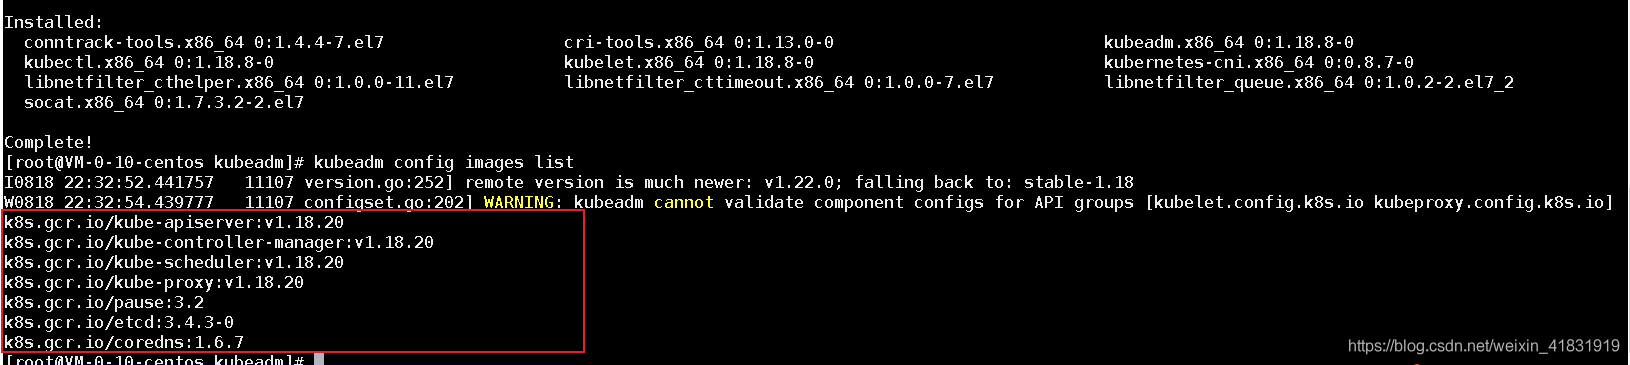 Installed:
conntrack-tools.x86_64 0:1.4.4-7.el7 cri-tools.x86_64 0:1.13.0-0 kubeadm.x86_64 0:1.18.8-0
kubectl.x86_64 0:1.18.8-0 kubelet.x86_64 0:1.18.8-0 kubernetes-cni.x86_64 0:0.8.7-0
libnetfilter_cthelper.x86_64 0:1.0.0-11.el7 libnetfilter_cttimeout.x86_64 0:1.0.0-7.el7 libnetfilter_queue.x86_64 0:1.0.2-2.el7_2
socat.x86_64 0:1.7.3.2-2.el7
Complete!
[root@VM-0-10-centos kubeadm]# kubeadm config images list
I0818 22:32:52.441757 11107 version.go:252] remote version is much newer: v1.22.0; falling back to: stable-1.18
W0818 22:32:54.439777 11107 configset.go:202] WARNING: kubeadm cannot validate component configs for API groups [kubelet.config.k8s.io kubeproxy.config.k8s.io]
k8s.gcr.io/kube-apiserver:v1.18.20
k8s.gcr.io/kube-controller-manager:v1.18.20
k8s.gcr.io/kube-scheduler:v1.18.20
k8s.gcr.io/kube-proxy:v1.18.20
k8s.gcr.io/pause:3.2
k8s.gcr.io/etcd:3.4.3-0
k8s.gcr.io/coredns:1.6.7
[root@VM-0-10-centos kubeadm]#
https://blog.csdn.net/weixin_41831919